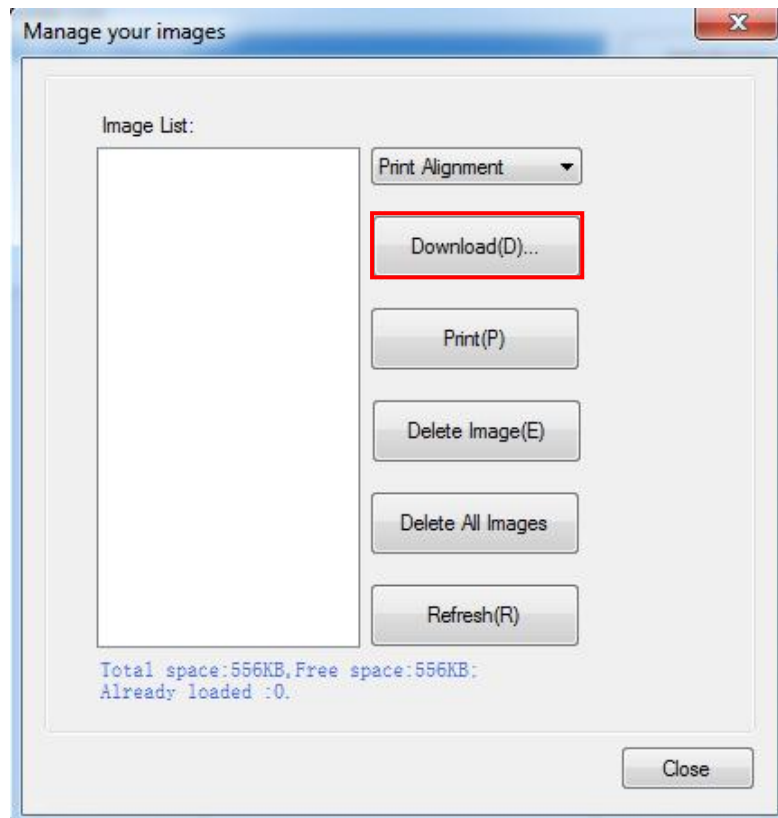 Manage your images
Image List:
Print Alignment
Download(D)...
Print(P)
Delete Image(E)
Delete All Images
Refresh(R)
Total space:556KB,Free space:556KB;
Already loaded :0.
Close